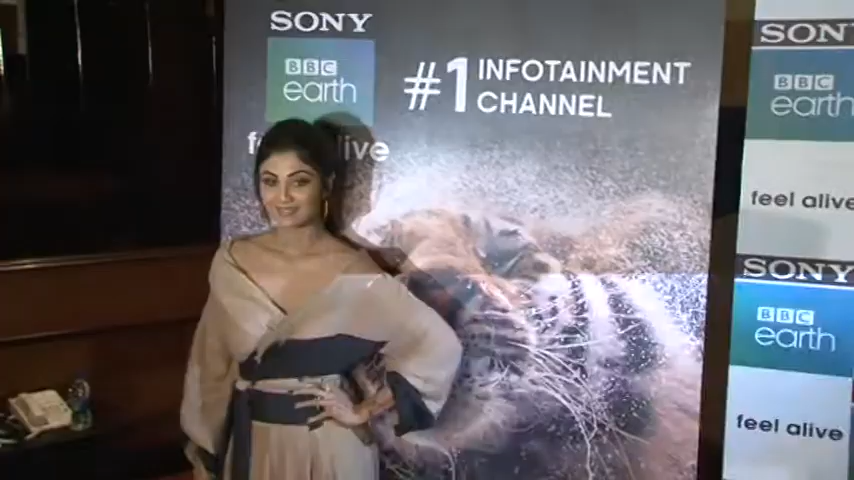 SONY
BBC
earth
feel alive
#1 INFOTAINMENT
CHANNEL
SONY
BBC
earth
feel alive
SONY
BBC
earth
feel alive